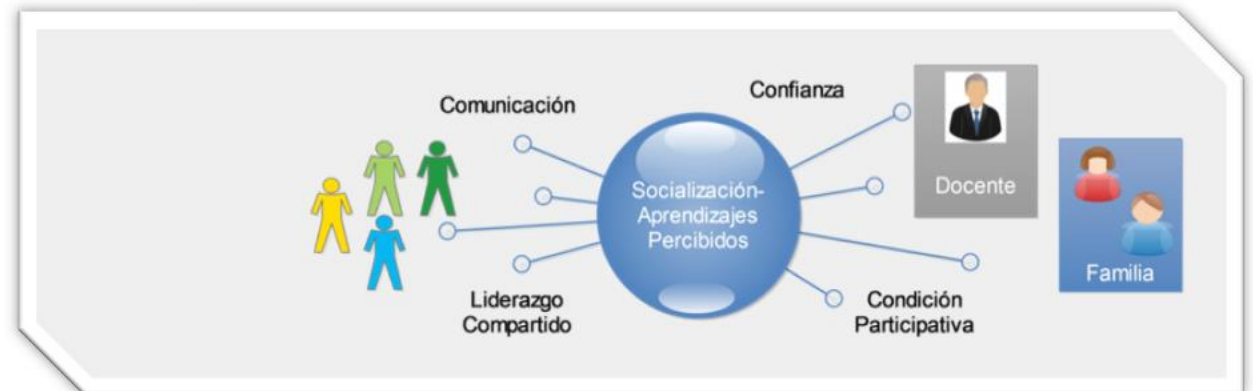 Comunicación
Confianza
Socialización-
Aprendizajes
Percibidos
Docente
Familia
Liderazgo
Compartido
Condición
Participativa